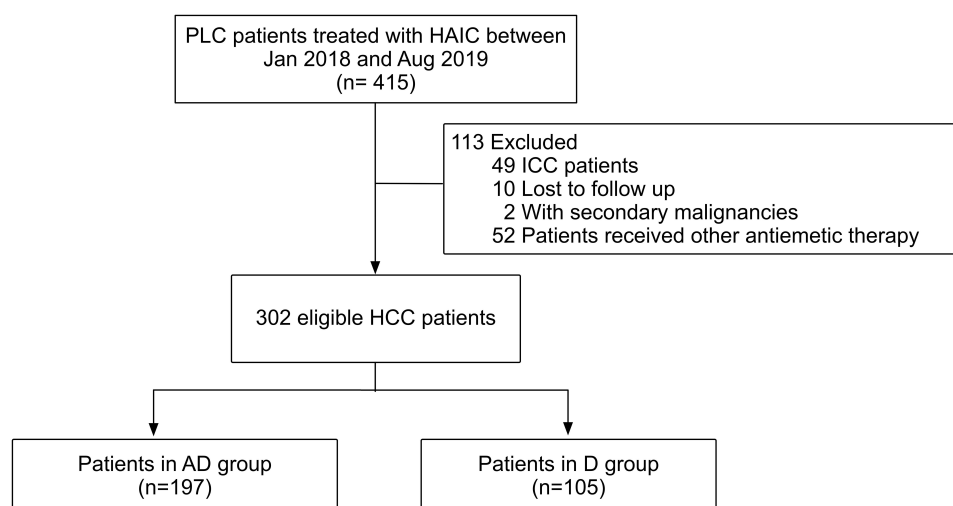 PLC patients treated with HAIC between
Jan 2018 and Aug 2019
(n= 415)
113 Excluded
49 ICC patients
10 Lost to follow up
2 With secondary malignancies
52 Patients received other antiemetic therapy
302 eligible HCC patients
Patients in AD group
(n=197)
Patients in D group
(n=105)